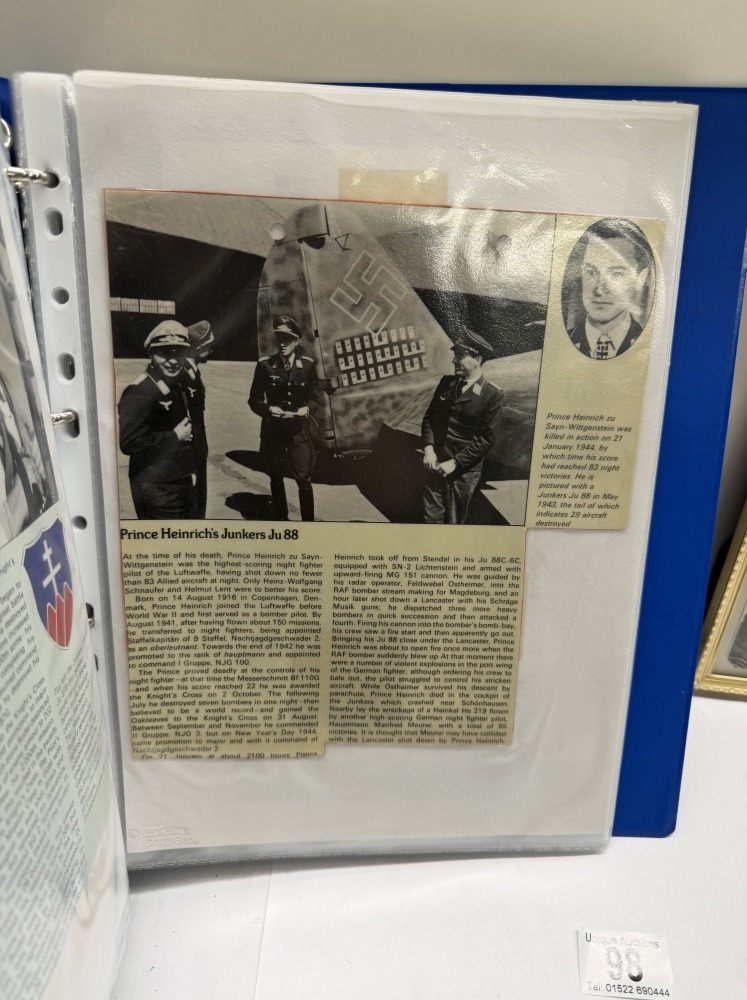 Prince Heinrich zu
Sayn-Wittgenstein was
killed in action on 21
January 1944, by
which time his score
had reached 83 night
victories. He is
pictured with a
Junkers Ju 88 in May
1943, the tail of which
indicates 29 aircraft
destroyed
Prince Heinrich's Junkers Ju 88
At the time of his death, Prince Heinrich zu Sayn-
Wittgenstein was the highest-scoring night fighter
pilot of the Luftwaffe, having shot down no fewer
than 83 Allied aircraft at night. Only Heinz-Wolfgang
Schnaufer and Helmut Lent were to better his score.
Born on 14 August 1916 in Copenhagen, Den-
mark, Prince Heinrich joined the Luftwaffe before
World War II and first served as a bomber pilot. By
August 1941, after having flown about 150 missions,
he transferred to night fighters, being appointed
Staffelkapitän of 9 Staffel, Nachtjagdgeschwader 2,
as an oberleutnant. Towards the end of 1942 he was
promoted to the rank of hauptmann and appointed
to command I Gruppe, NJG 100.
The Prince proved deadly at the controls of his
night fighter—at that time the Messerschmitt Bf 110G
—and when his score reached 22 he was awarded
the Knight's Cross on 2 October. The following
July he destroyed seven bombers in one night—then
believed to be a world record—and gained the
Oakleaves to the Knight's Cross on 31 August.
Between September and November he commanded
II Gruppe, NJG 3, but on New Year's Day 1944,
came promotion to major and with it command of
Nachtjagdgeschwader 2.
On 21 January at about 2100 hours Prince
Heinrich took off from Stendal in his Ju 88C-6C,
equipped with SN-2 Lichtenstein and armed with
upward-firing MG 151 cannon. He was guided by
his radar operator, Feldwebel Ostheimer, into the
RAF bomber stream making for Magdeburg, and an
hour later shot down a Lancaster with his Schräge
Musik guns; he dispatched three more heavy
bombers in quick succession and then attacked a
fourth. Firing his cannon into the bomber's bomb-bay,
his crew saw a fire start and then apparently go out.
Bringing his Ju 88 close under the Lancaster, Prince
Heinrich was about to open fire once more when the
RAF bomber suddenly blew up. At that moment there
were a number of violent explosions in the port wing
of the German fighter; although ordering his crew to
bale out, the pilot struggled to control his stricken
aircraft. While Ostheimer survived his descent by
parachute, Prince Heinrich died in the cockpit of
the Junkers which crashed near Schönhausen.
Nearby lay the wreckage of a Heinkel He 219 flown
by another high-scoring German night fighter pilot,
Hauptmann Manfred Meurer, with a total of 65
victories. It is thought that Meurer may have collided
with the Lancaster shot down by Prince Heinrich.
Unique Auctions
98
Tel: 01522 690444